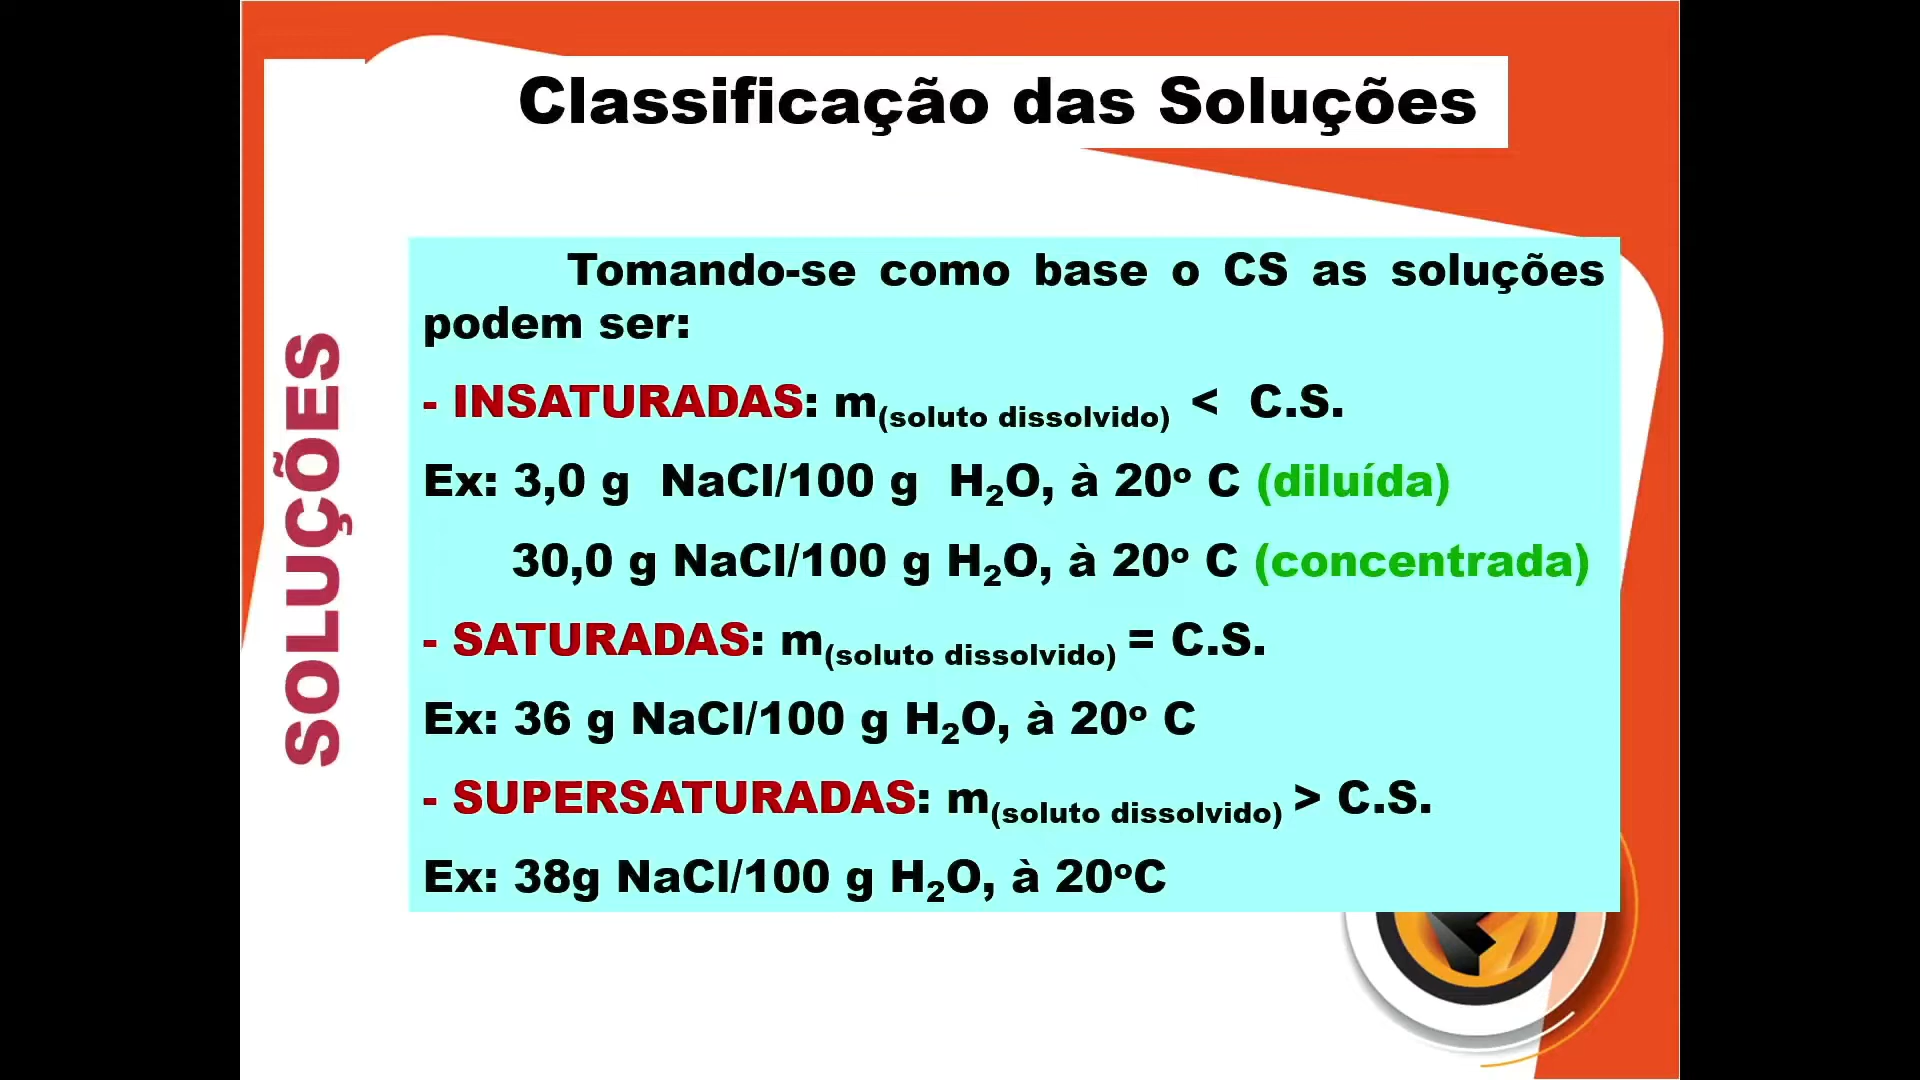 Classificação das Soluções
SOLUÇÕES
Tomando-se como base o CS as soluções
podem ser:
- INSATURADAS: m(soluto dissolvido) < C.S.
Ex: 3,0 g NaCl/100 g H₂O, à 20º C (diluída)
30,0 g NaCl/100 g H₂O, à 20º C (concentrada)
- SATURADAS: m(soluto dissolvido) = C.S.
Ex: 36 g NaCl/100 g H₂O, à 20º C
- SUPERSATURADAS: m(soluto dissolvido) > C.S.
Ex: 38g NaCl/100 g H₂O, à 20ºC